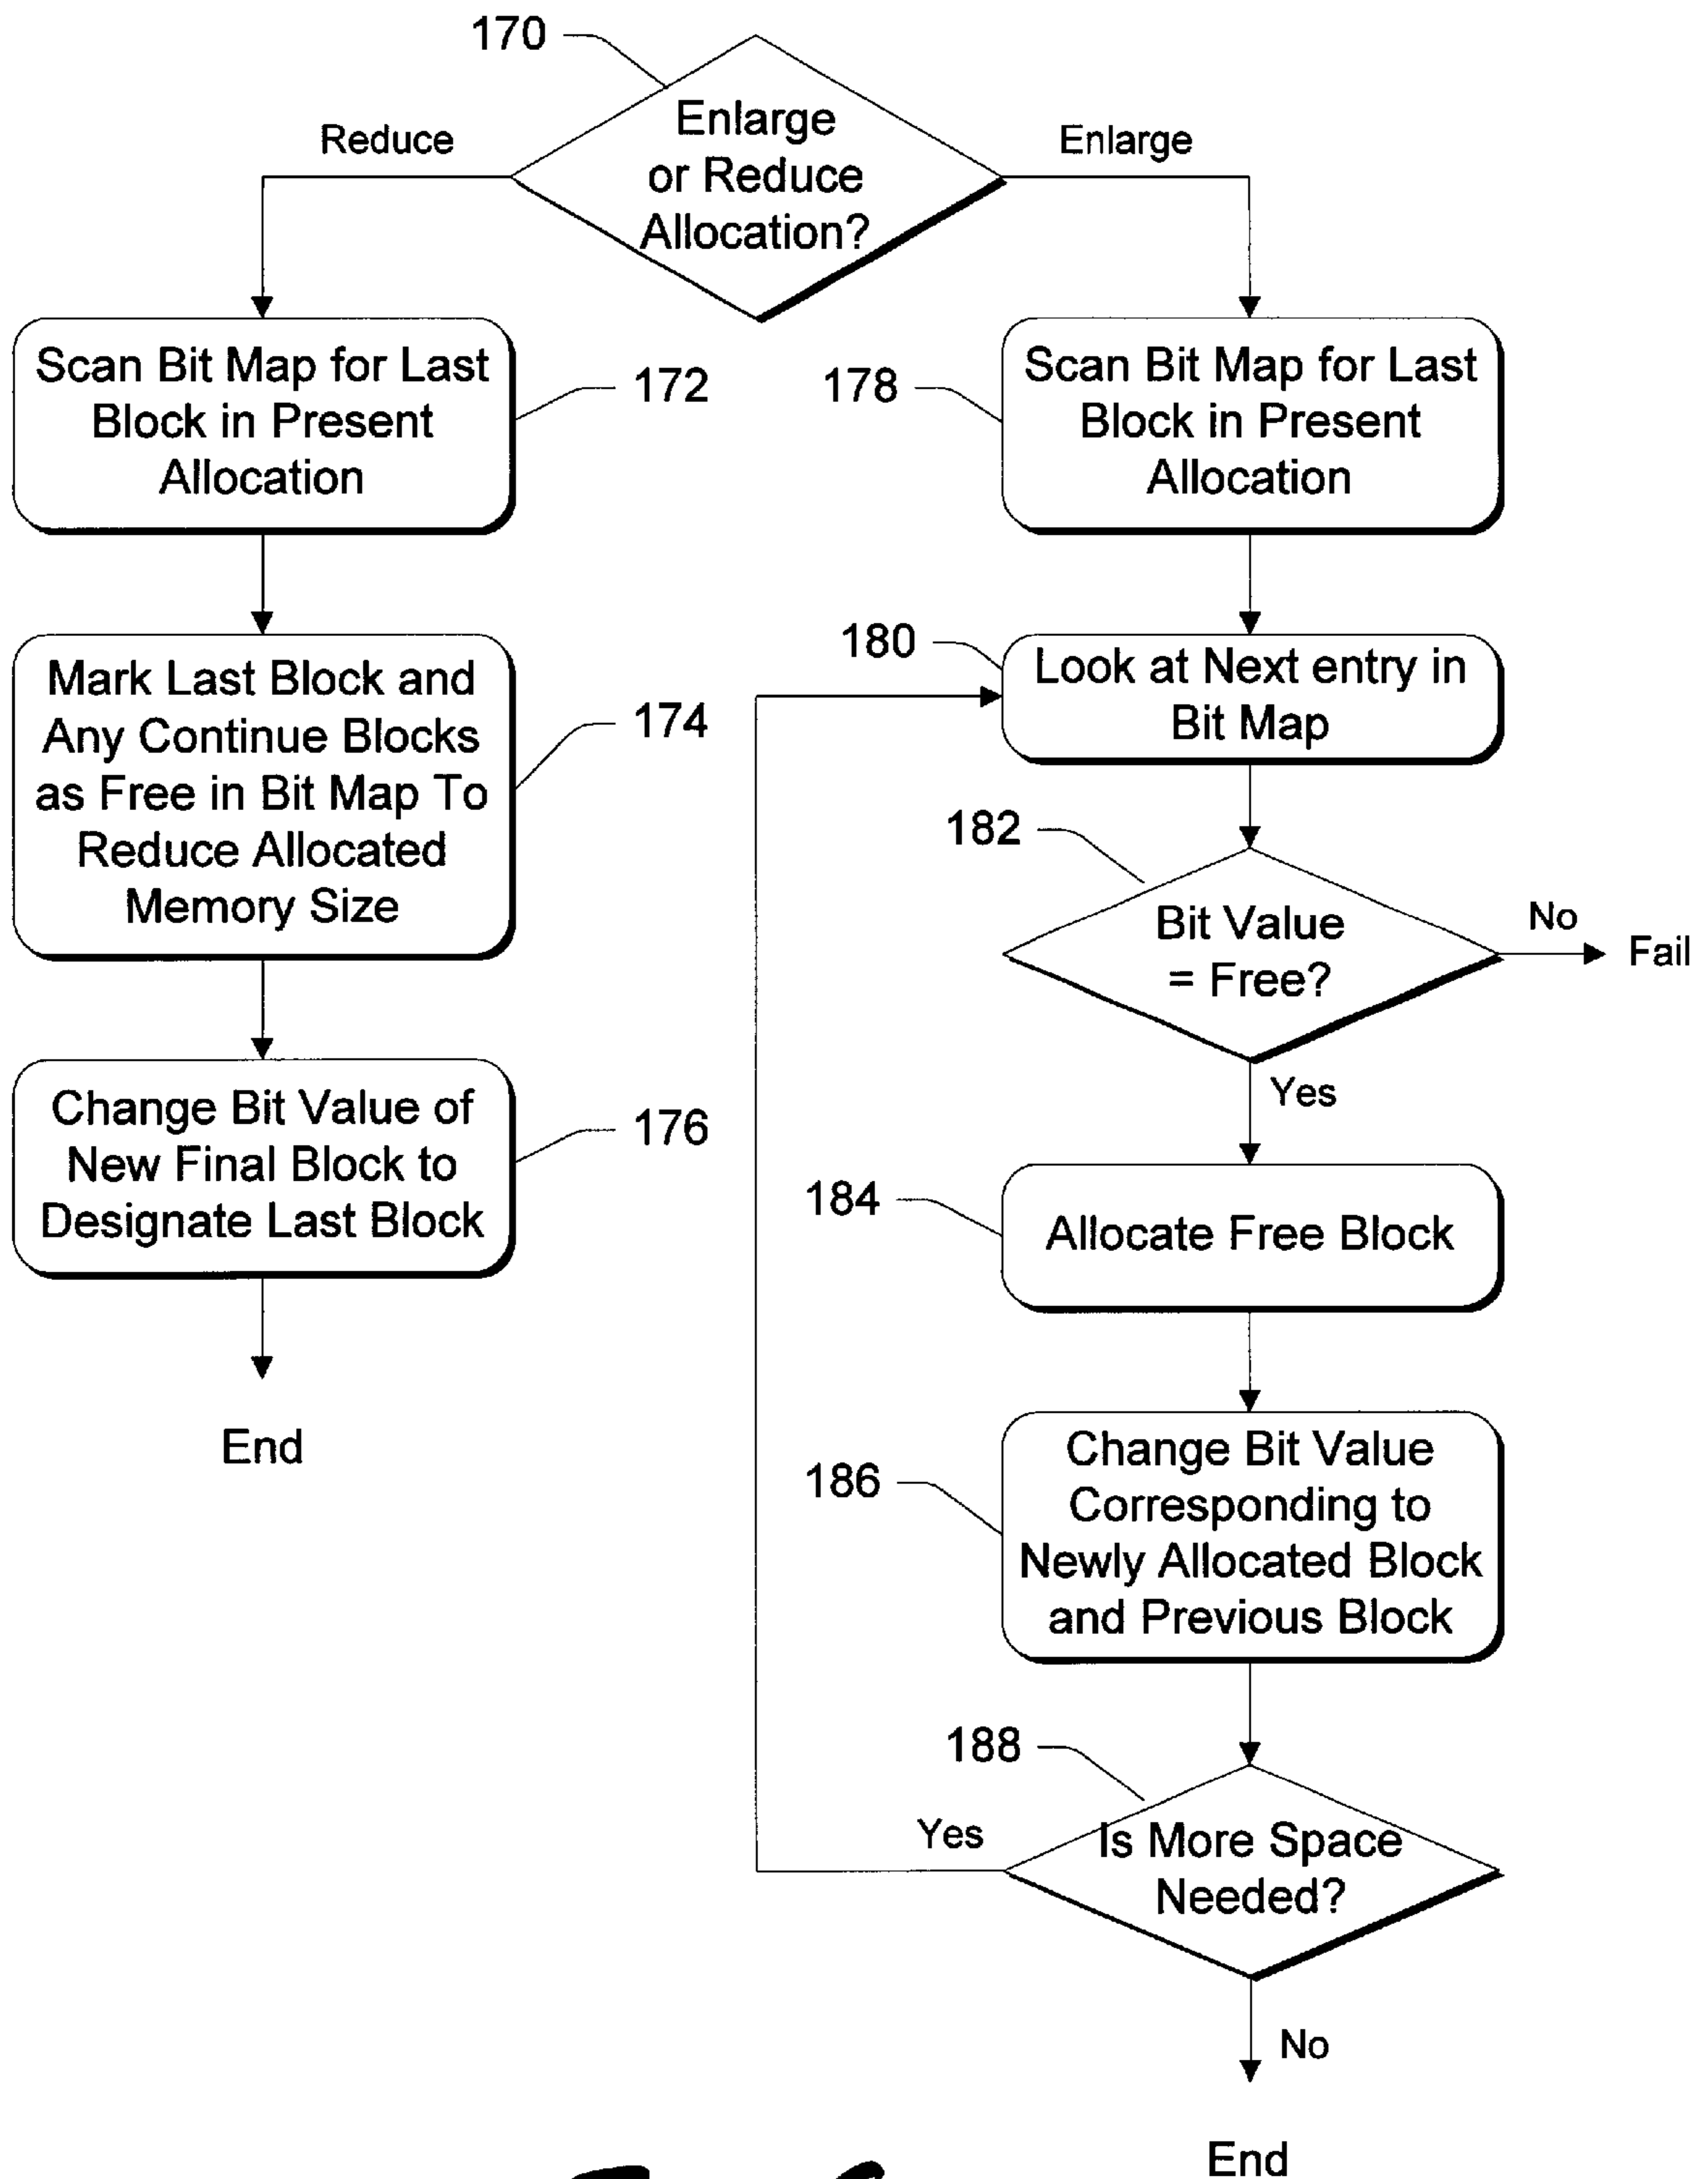 170
Enlarge
or Reduce
Allocation?
Reduce
Enlarge
Scan Bit Map for Last
Block in Present
Allocation
172
178
Scan Bit Map for Last
Block in Present
Allocation
Mark Last Block and
Any Continue Blocks
as Free in Bit Map To
Reduce Allocated
Memory Size
174
180
Look at Next entry in
Bit Map
182
Bit Value
= Free?
No
Fail
Yes
Change Bit Value of
New Final Block to
Designate Last Block
176
End
184
Allocate Free Block
186
Change Bit Value
Corresponding to
Newly Allocated Block
and Previous Block
188
Is More Space
Needed?
Yes
No
End